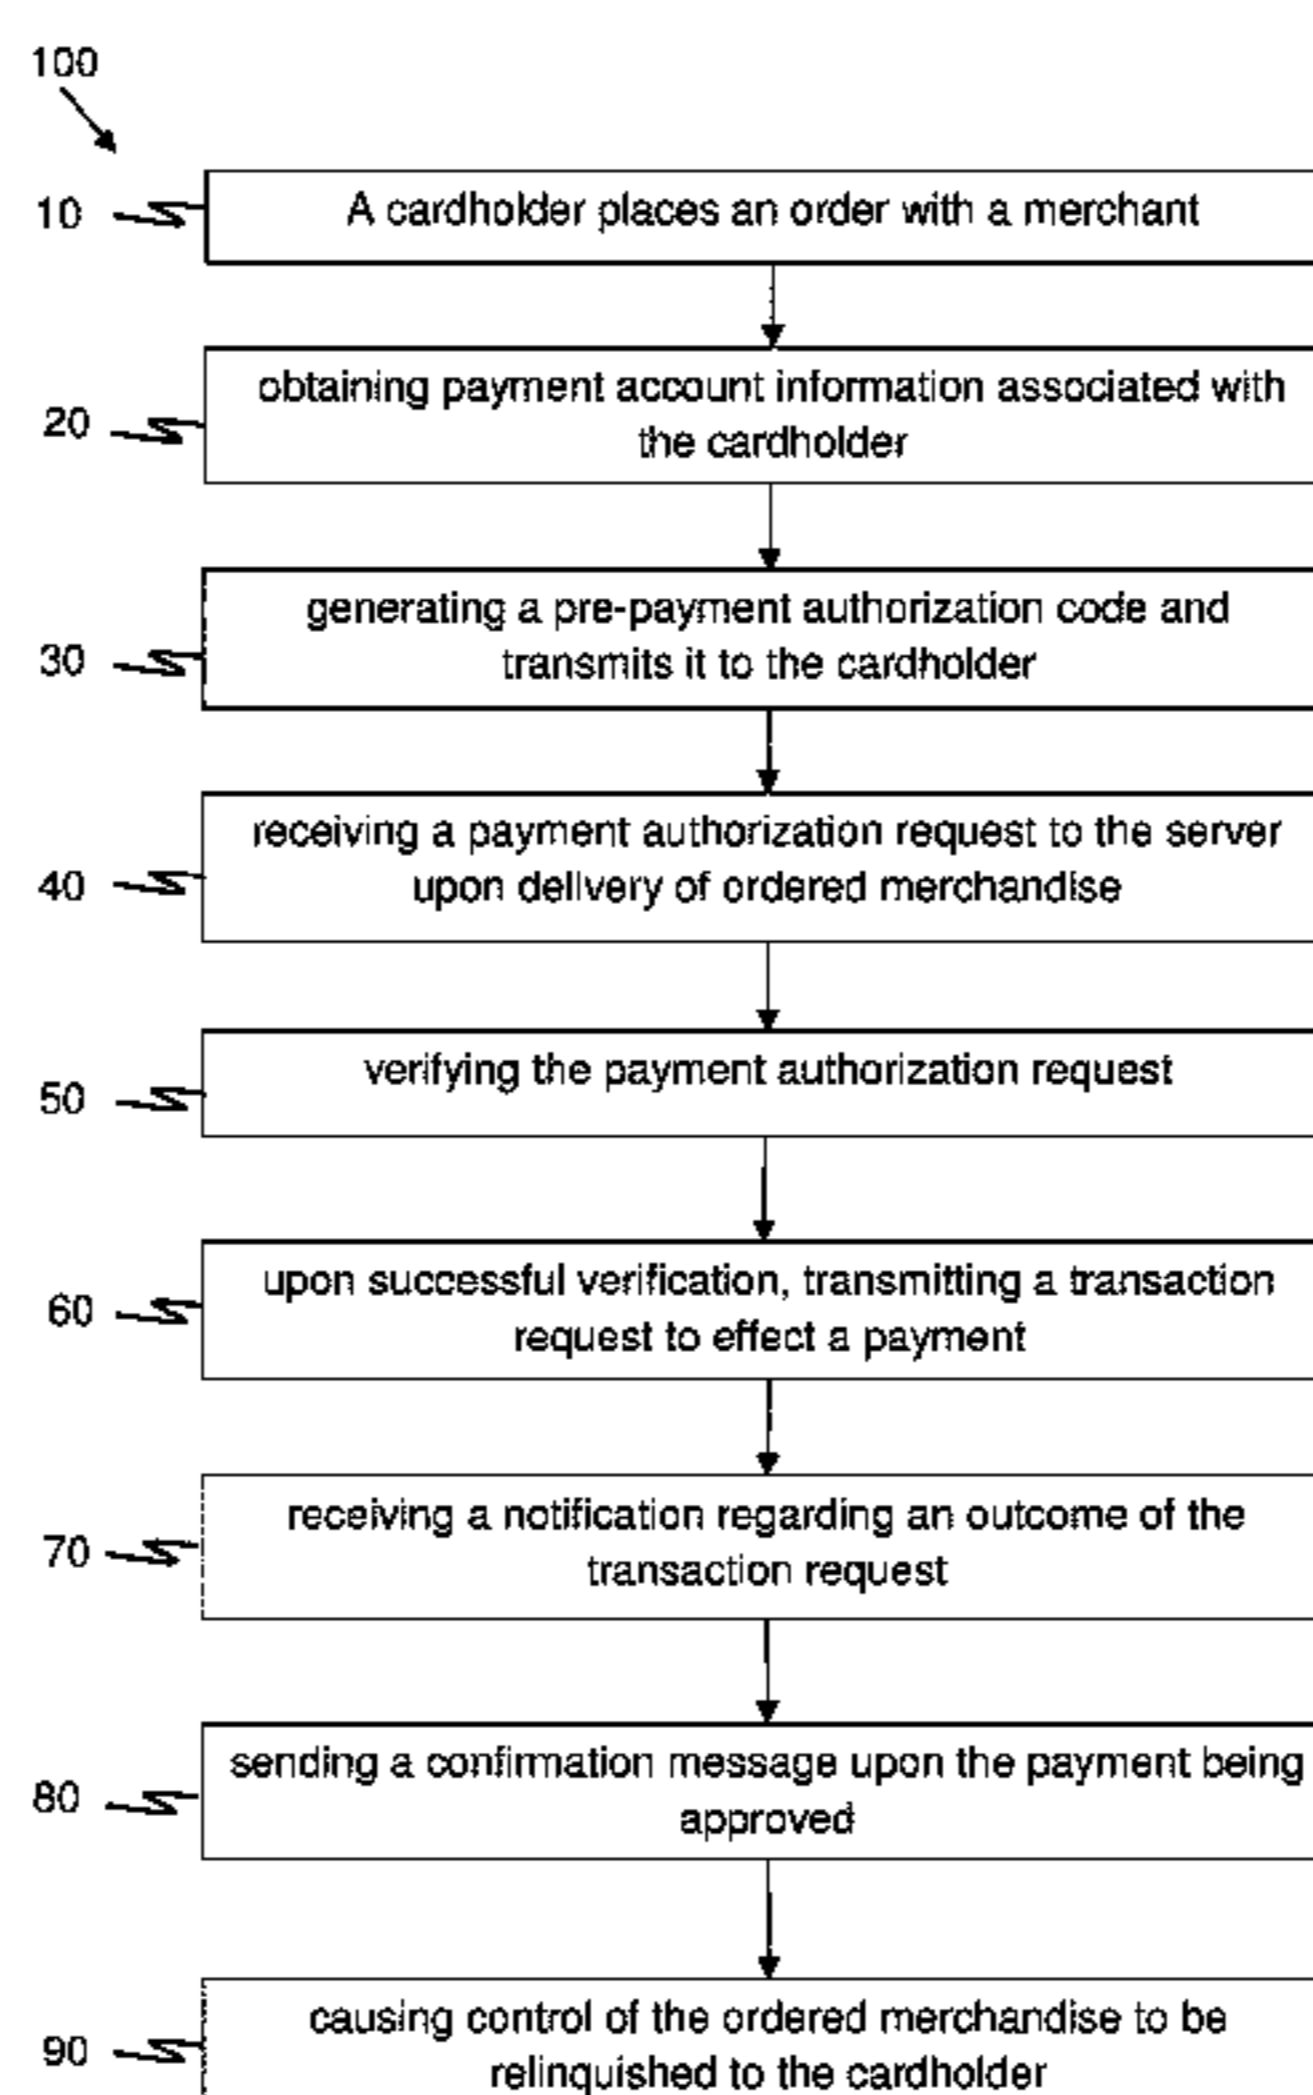 100
10
A cardholder places an order with a merchant
20
obtaining payment account information associated with
the cardholder
30
generating a pre-payment authorization code and
transmits it to the cardholder
40
receiving a payment authorization request to the server
upon delivery of ordered merchandise
50
verifying the payment authorization request
60
upon successful verification, transmitting a transaction
request to effect a payment
70
receiving a notification regarding an outcome of the
transaction request
80
sending a confirmation message upon the payment being
approved
90
causing control of the ordered merchandise to be
relinquished to the cardholder